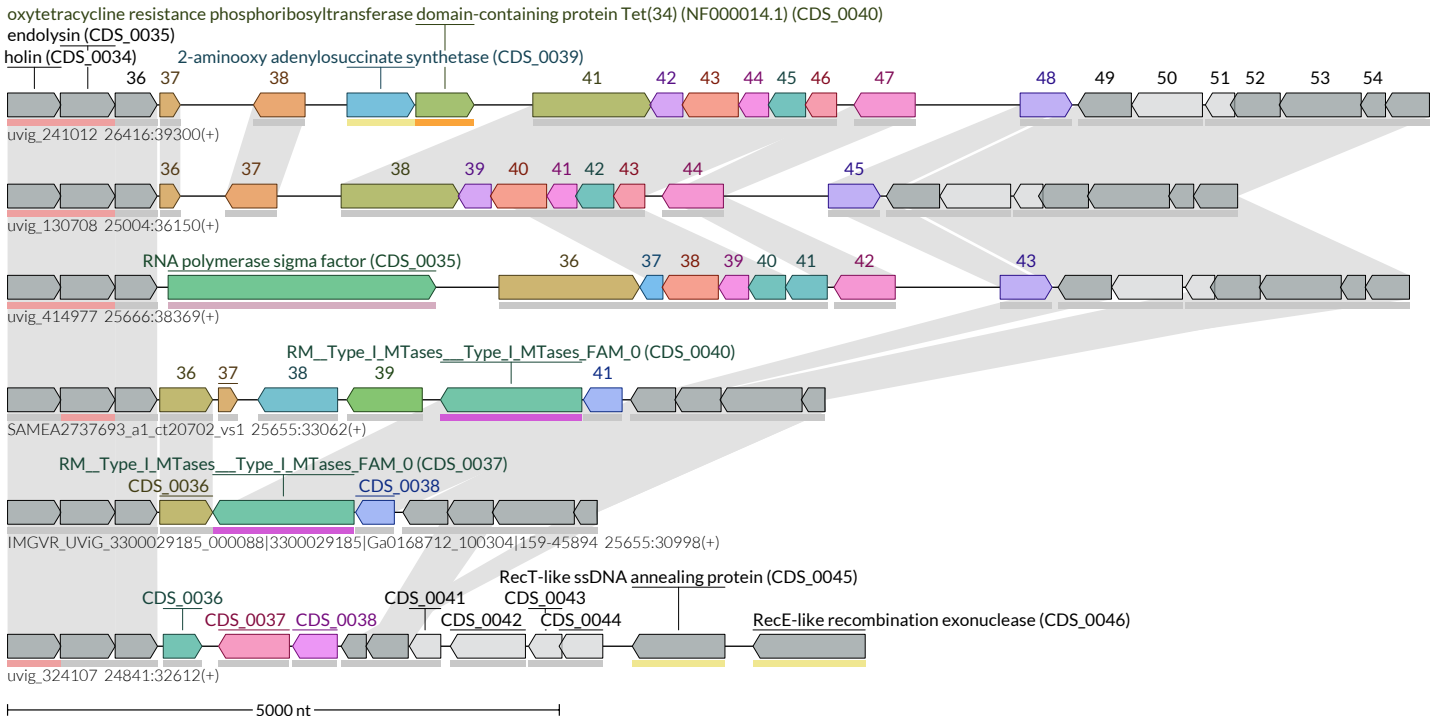 oxytetracycline resistance phosphoribosyltransferase domain-containing protein Tet(34) (NF000014.1) (CDS_0040)
endolysin (CDS_0035)
holin (CDS_0034) 2-aminooxy adenylosuccinate synthetase (CDS_0039)
36 37 38 41 42 43 44 45 46 47 48 49 50 51 52 53 54
uvig_241012 26416:39300(+)
36 37 38 39 40 41 42 43 44 45
uvig_130708 25004:36150(+)
RNA polymerase sigma factor (CDS_0035) 36 37 38 39 40 41 42 43
uvig_414977 25666:38369(+)
RM__Type_I_MTases___Type_I_MTases_FAM_0 (CDS_0040)
36 37 38 39 41
SAMEA2737693_a1_ct20702_vs1 25655:33062(+)
RM__Type_I_MTases___Type_I_MTases_FAM_0 (CDS_0037)
CDS_0036 CDS_0038
IMGVR_UViG_3300029185_000088|3300029185|Ga0168712_100304|159-45894 25655:30998(+)
RecT-like ssDNA annealing protein (CDS_0045)
CDS_0036 CDS_0041 CDS_0043
CDS_0037 CDS_0038 CDS_0042 CDS_0044 RecE-like recombination exonuclease (CDS_0046)
uvig_324107 24841:32612(+)
5000 nt